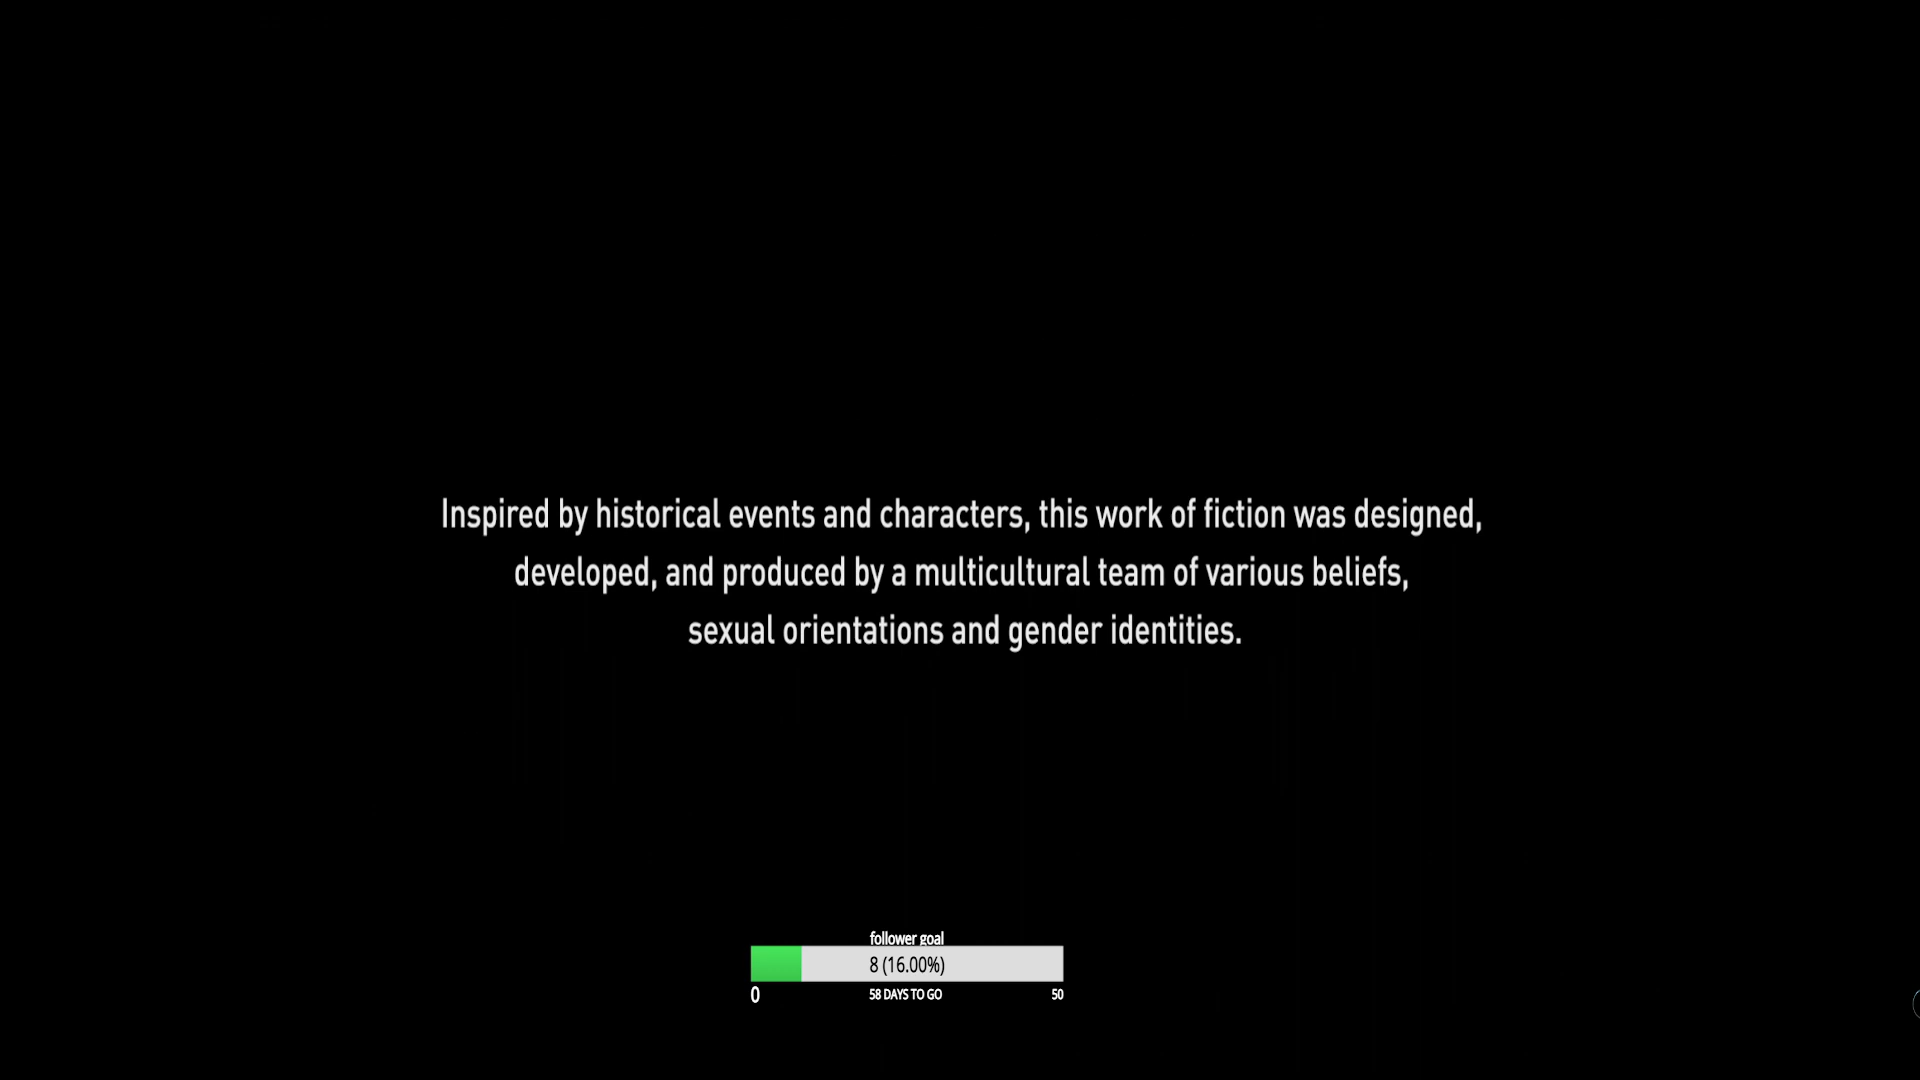 Inspired by historical events and characters, this work of fiction was designed,
developed, and produced by a multicultural team of various beliefs,
sexual orientations and gender identities.
follower goal
8 (16.00%)
0 58 DAYS TO GO 50